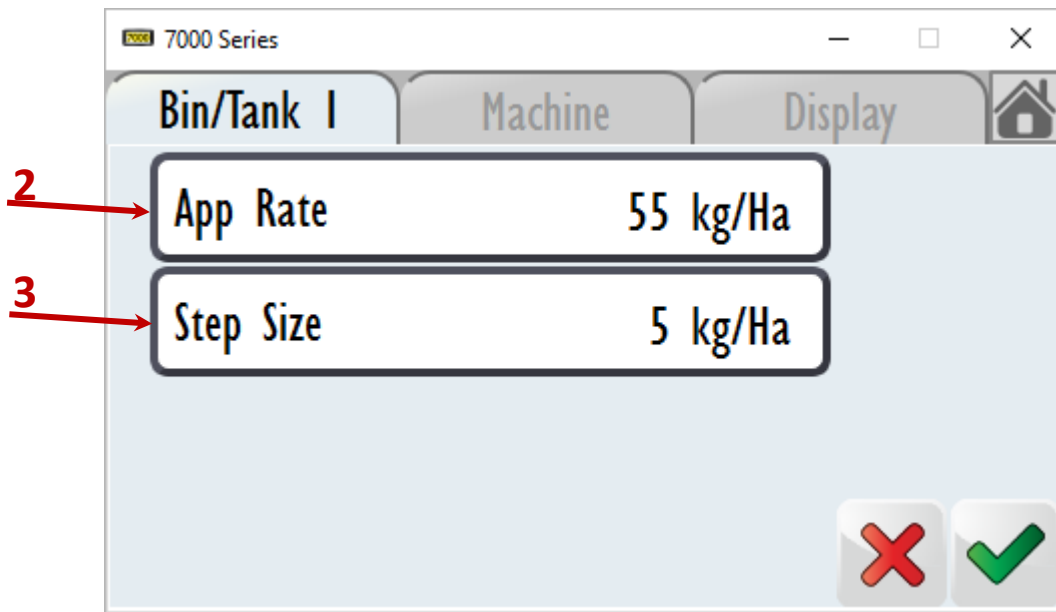 7000 7000 Series
Bin/Tank 1 Machine Display
2 App Rate 55 kg/Ha
3 Step Size 5 kg/Ha